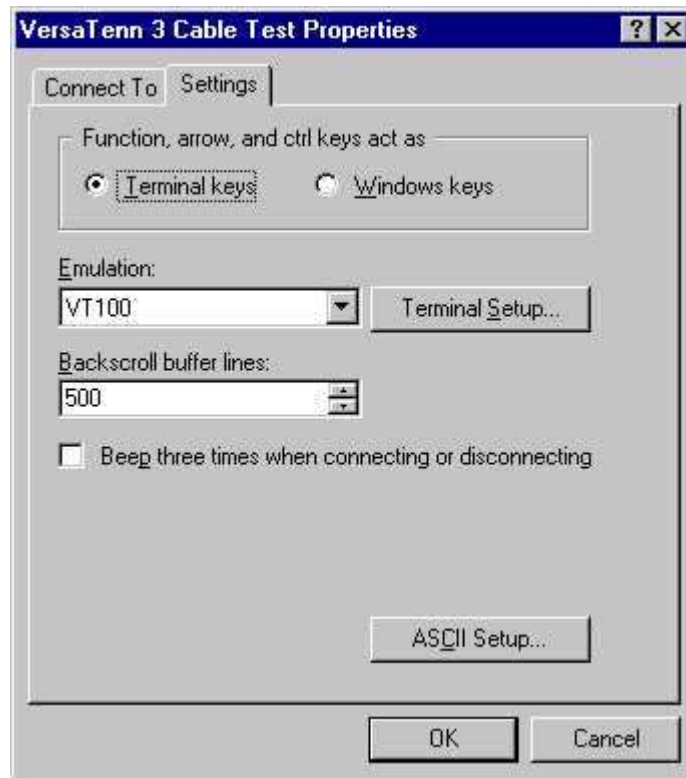 VersaTenn 3 Cable Test Properties
Connect To Settings
Function, arrow, and ctrl keys act as
Terminal keys Windows keys
Emulation:
VT100 Terminal Setup...
Backscroll buffer lines:
500
Beep three times when connecting or disconnecting
ASCII Setup...
OK Cancel